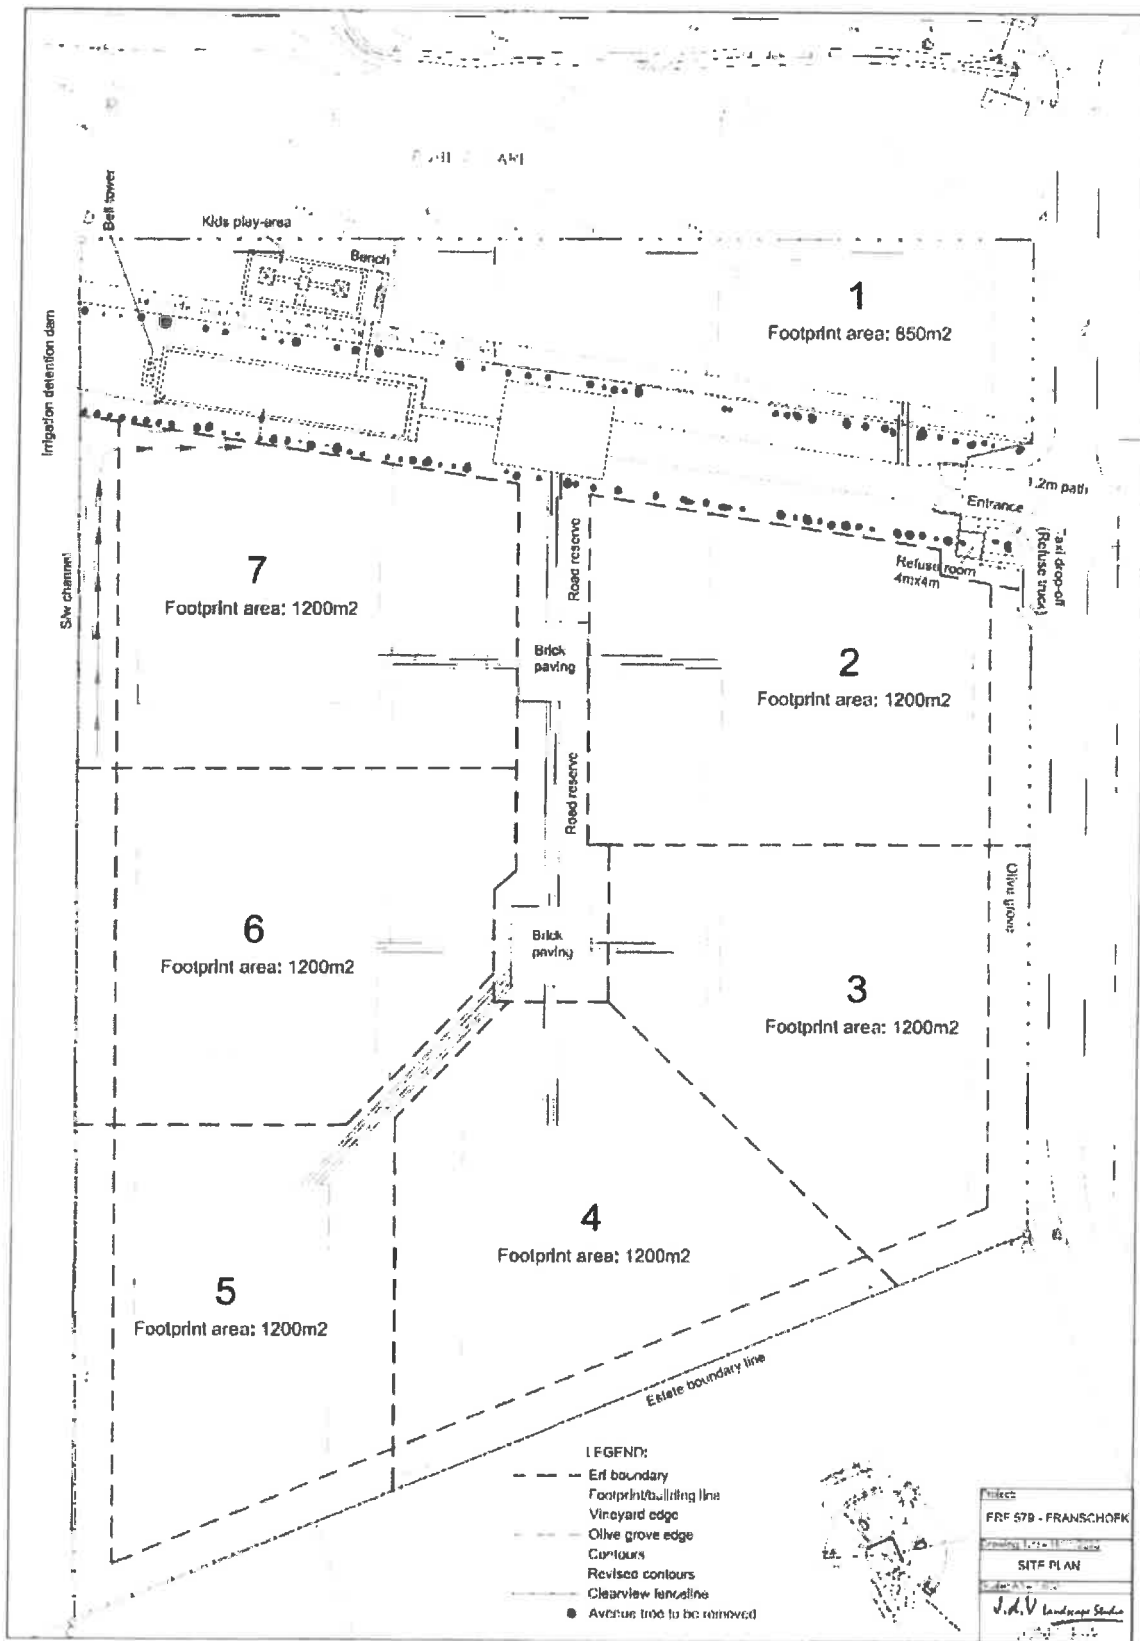 Bell tower
Kids play-area
Bench
1
Footprint area: 850m2
Irrigation detention dam
1.2m path
Entrance
Taxi drop-off
(Refuse truck)
Refuse room
4mx4m
7
Footprint area: 1200m2
Road reserve
S/w channel
Brick
paving
2
Footprint area: 1200m2
Road reserve
Olive grove
6
Footprint area: 1200m2
Brick
paving
3
Footprint area: 1200m2
4
Footprint area: 1200m2
5
Footprint area: 1200m2
Estate boundary line
LEGEND:
Erf boundary
Footprint/building line
Vineyard edge
Olive grove edge
Contours
Revised contours
Clearview fenceline
Avenue tree to be removed
Project:
ERF 579 - FRANSCHOEK
SITE PLAN
J.d.V Landscape Studio